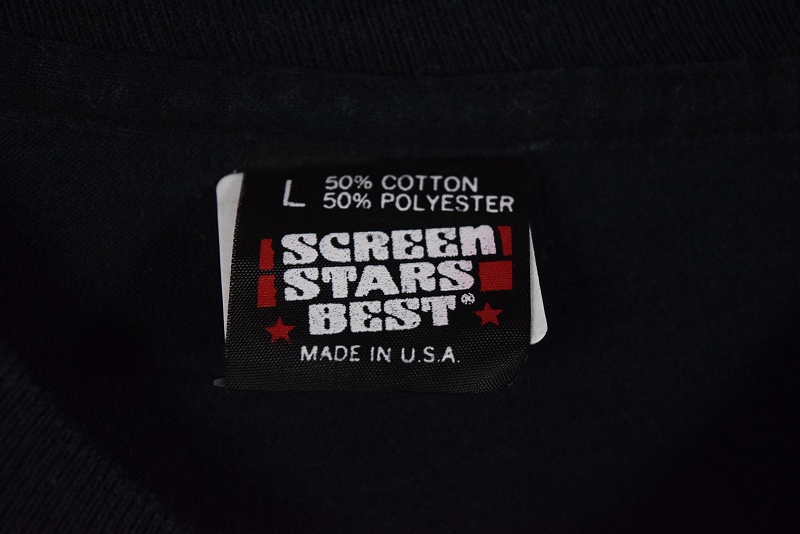 L 50% COTTON
50% POLYESTER
SCREEN
STARS
BEST®
MADE IN U.S.A.